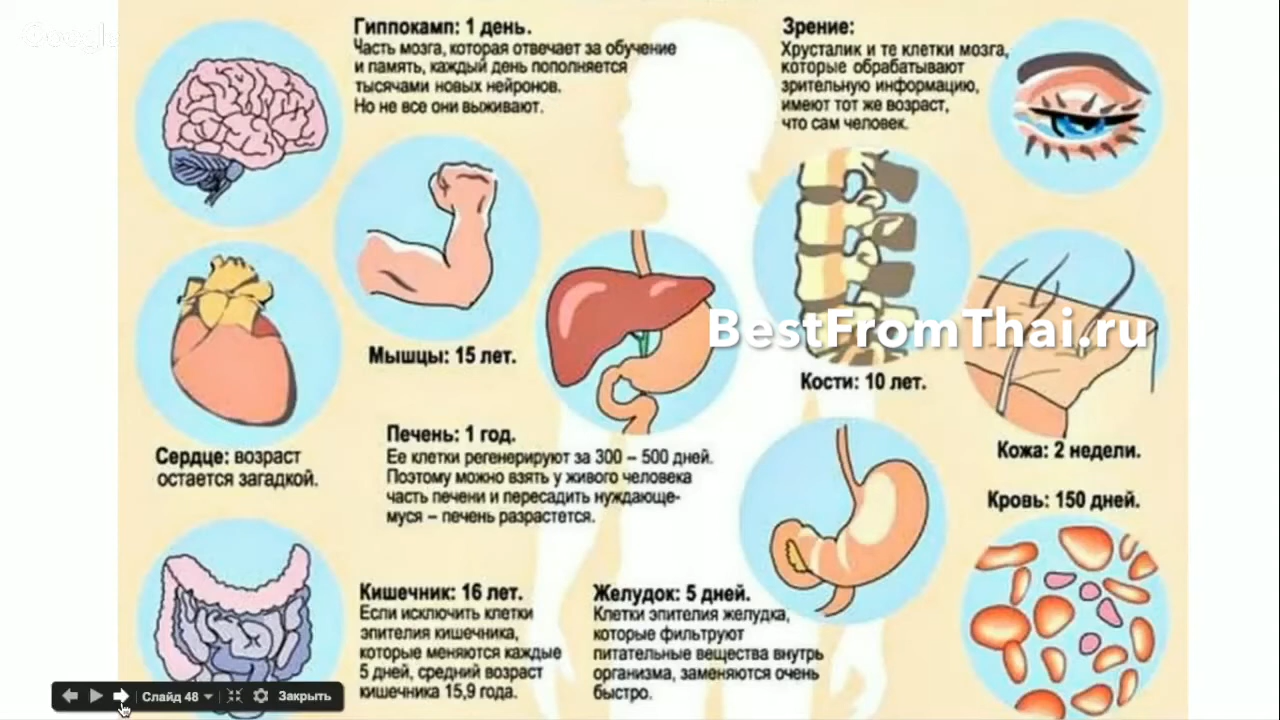 Google
Гиппокамп: 1 день.
Часть мозга, которая отвечает за обучение
и память, каждый день пополняется
тысячами новых нейронов.
Но не все они выживают.
Зрение:
Хрусталик и те клетки мозга,
которые обрабатывают
зрительную информацию,
имеют тот же возраст,
что сам человек.
BestFromThai.ru
Мышцы: 15 лет.
Кости: 10 лет.
Печень: 1 год.
Ее клетки регенерируют за 300 – 500 дней.
Поэтому можно взять у живого человека
часть печени и пересадить нуждающе-
муся – печень разрастется.
Сердце: возраст
остается загадкой.
Кожа: 2 недели.
Кровь: 150 дней.
Кишечник: 16 лет.
Если исключить клетки
эпителия кишечника,
которые меняются каждые
5 дней, средний возраст
кишечника 15,9 года.
Желудок: 5 дней.
Клетки эпителия желудка,
которые фильтруют
питательные вещества внутрь
организма, заменяются очень
быстро.
Слайд 48
Закрыть